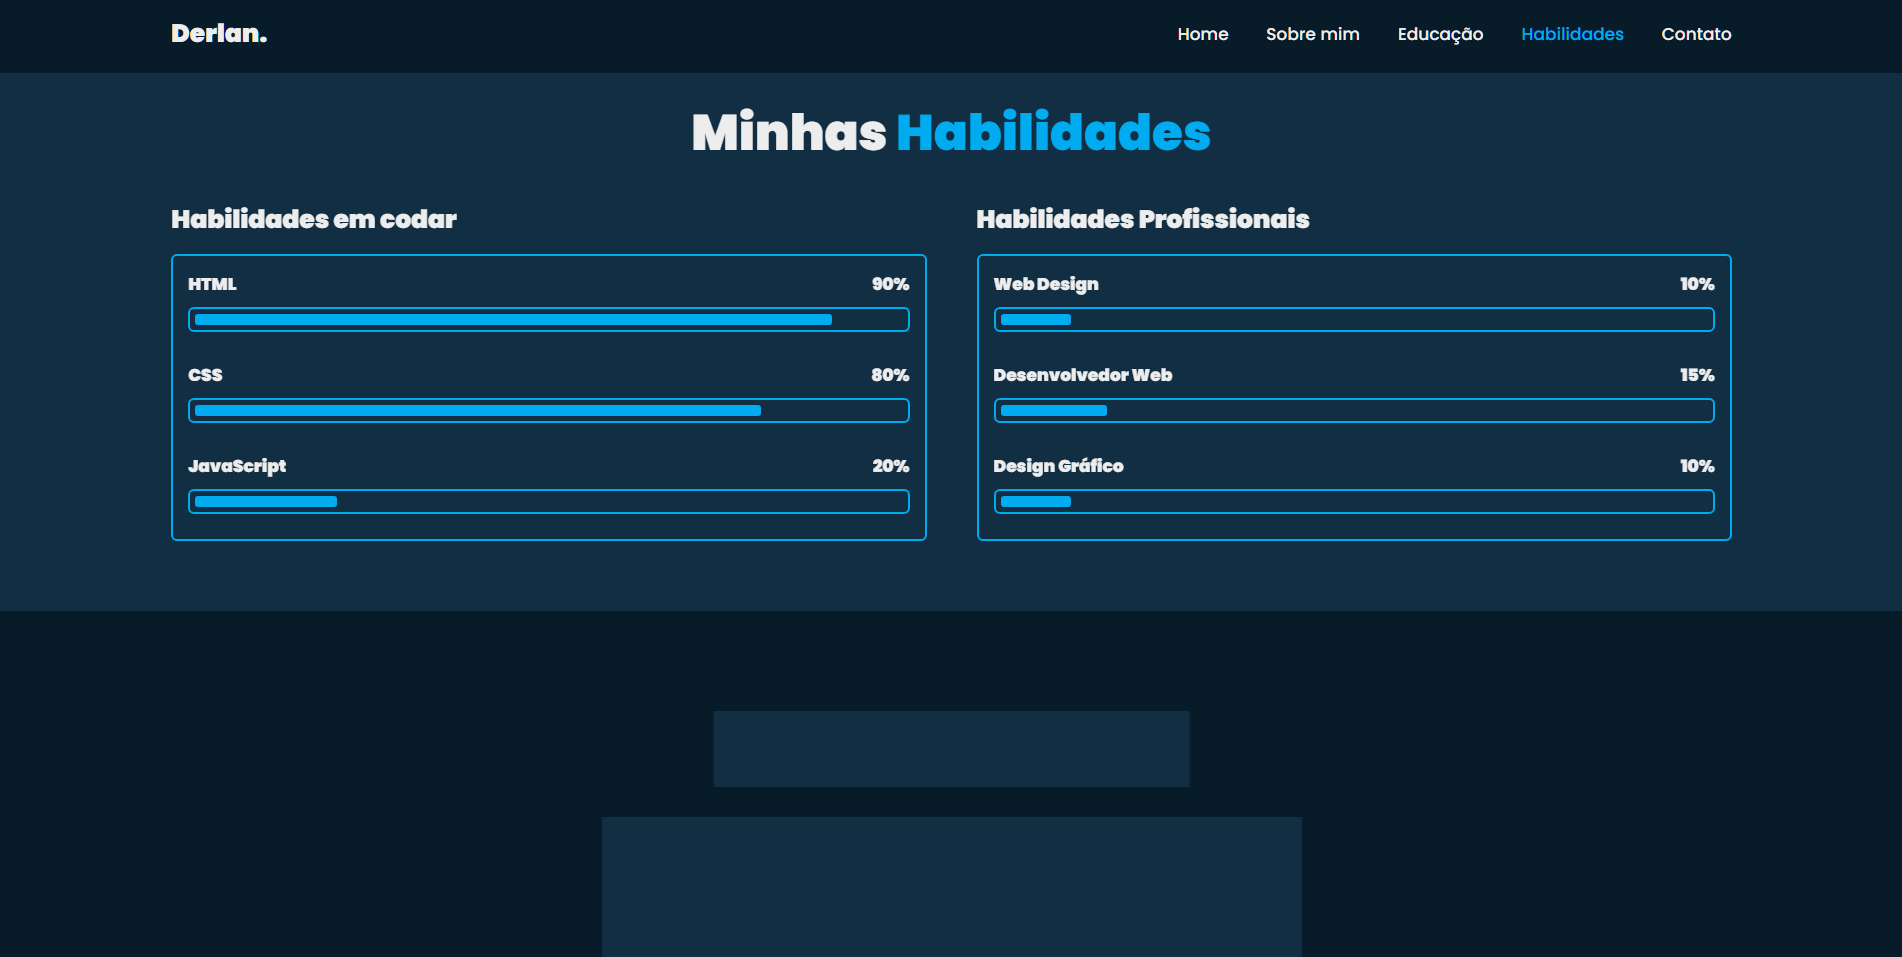 Derlan.
Home Sobre mim Educação Habilidades Contato
Minhas Habilidades
Habilidades em codar
HTML 90%
CSS 80%
JavaScript 20%
Habilidades Profissionais
Web Design 10%
Desenvolvedor Web 15%
Design Gráfico 10%